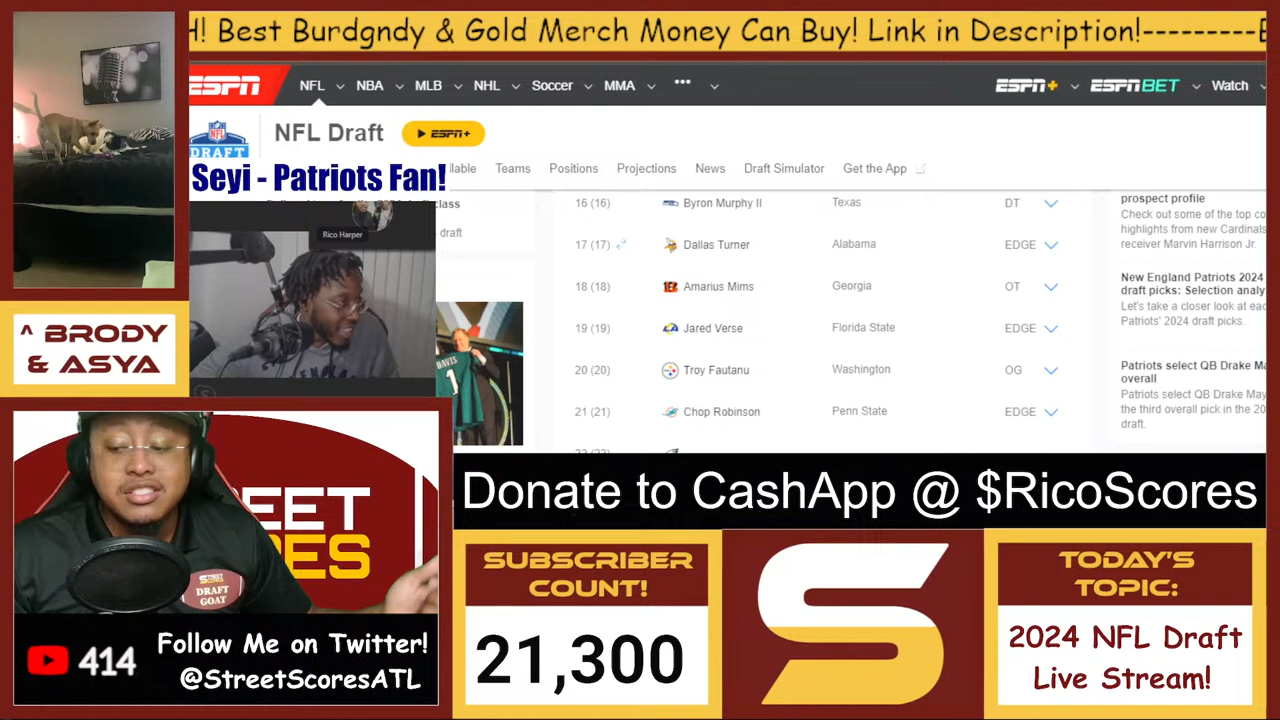 H! Best Burdgndy & Gold Merch Money Can Buy! Link in Description!---------E
ESPN
NFL
NBA
MLB
NHL
Soccer
MMA
•••
ESPN+
ESPN BET
Watch
NFL
DRAFT
NFL Draft
ESPN+
ilable
Teams
Positions
Projections
News
Draft Simulator
Get the App
Seyi - Patriots Fan!
class
draft
Rico Harper
16 (16) Byron Murphy II Texas DT
17 (17) Dallas Turner Alabama EDGE
18 (18) Amarius Mims Georgia OT
19 (19) Jared Verse Florida State EDGE
20 (20) Troy Fautanu Washington OG
21 (21) Chop Robinson Penn State EDGE
prospect profile
Check out some of the top co
highlights from new Cardinals
receiver Marvin Harrison Jr.
New England Patriots 2024
draft picks: Selection analy
Let's take a closer look at eac
Patriots' 2024 draft picks.
Patriots select QB Drake Ma
overall
Patriots select QB Drake May
the third overall pick in the 20
draft.
DAVIS
1
^ BRODY
& ASYA
EET
RES
STREET
SCORES
DRAFT
GOAT
414
Follow Me on Twitter!
@StreetScoresATL
Donate to CashApp @ $RicoScores
SUBSCRIBER
COUNT!
21,300
S
TODAY'S
TOPIC:
2024 NFL Draft
Live Stream!